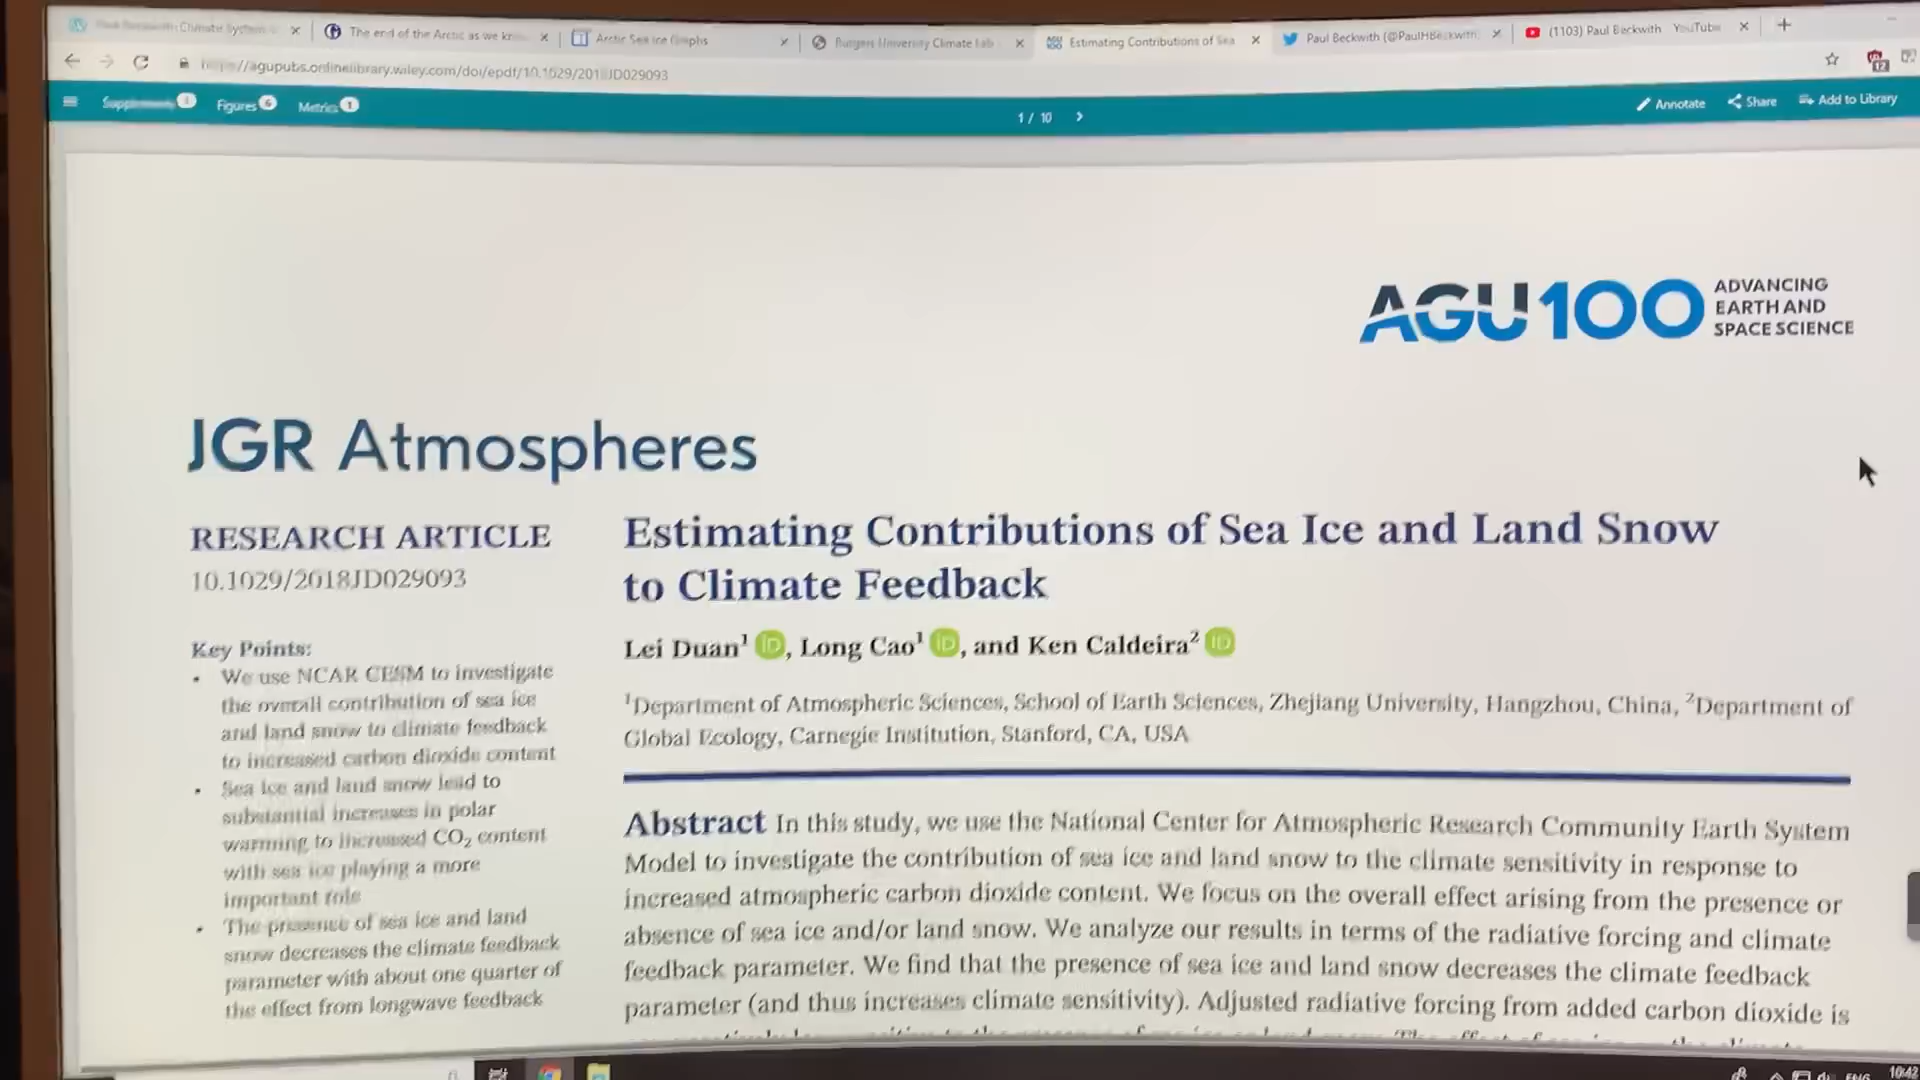 Climate System
The end of the Arctic as we kno
Arctic Sea Ice Graphs
Rutgers University Climate Lab
Estimating Contributions of Sea
Paul Beckwith (@PaulHBeckwith
(1103) Paul Beckwith YouTube
//agupubs.onlinelibrary.wiley.com/doi/epdf/10.1029/2018JD029093
12
Figures 6
Metrics 1
1 / 10
Annotate
Share
Add to Library
AGU100 ADVANCING
EARTH AND
SPACE SCIENCE
JGR Atmospheres
RESEARCH ARTICLE
10.1029/2018JD029093
Key Points:
• We use NCAR CESM to investigate
the overall contribution of sea ice
and land snow to climate feedback
to increased carbon dioxide content
• Sea ice and land snow lead to
substantial increases in polar
warming to increased CO₂ content
with sea ice playing a more
important role
• The presence of sea ice and land
snow decreases the climate feedback
parameter with about one quarter of
the effect from longwave feedback
Estimating Contributions of Sea Ice and Land Snow
to Climate Feedback
Lei Duan¹ iD, Long Cao¹ iD, and Ken Caldeira² iD
¹Department of Atmospheric Sciences, School of Earth Sciences, Zhejiang University, Hangzhou, China, ²Department of
Global Ecology, Carnegie Institution, Stanford, CA, USA
Abstract In this study, we use the National Center for Atmospheric Research Community Earth System
Model to investigate the contribution of sea ice and land snow to the climate sensitivity in response to
increased atmospheric carbon dioxide content. We focus on the overall effect arising from the presence or
absence of sea ice and/or land snow. We analyze our results in terms of the radiative forcing and climate
feedback parameter. We find that the presence of sea ice and land snow decreases the climate feedback
parameter (and thus increases climate sensitivity). Adjusted radiative forcing from added carbon dioxide is
ENG
10:42